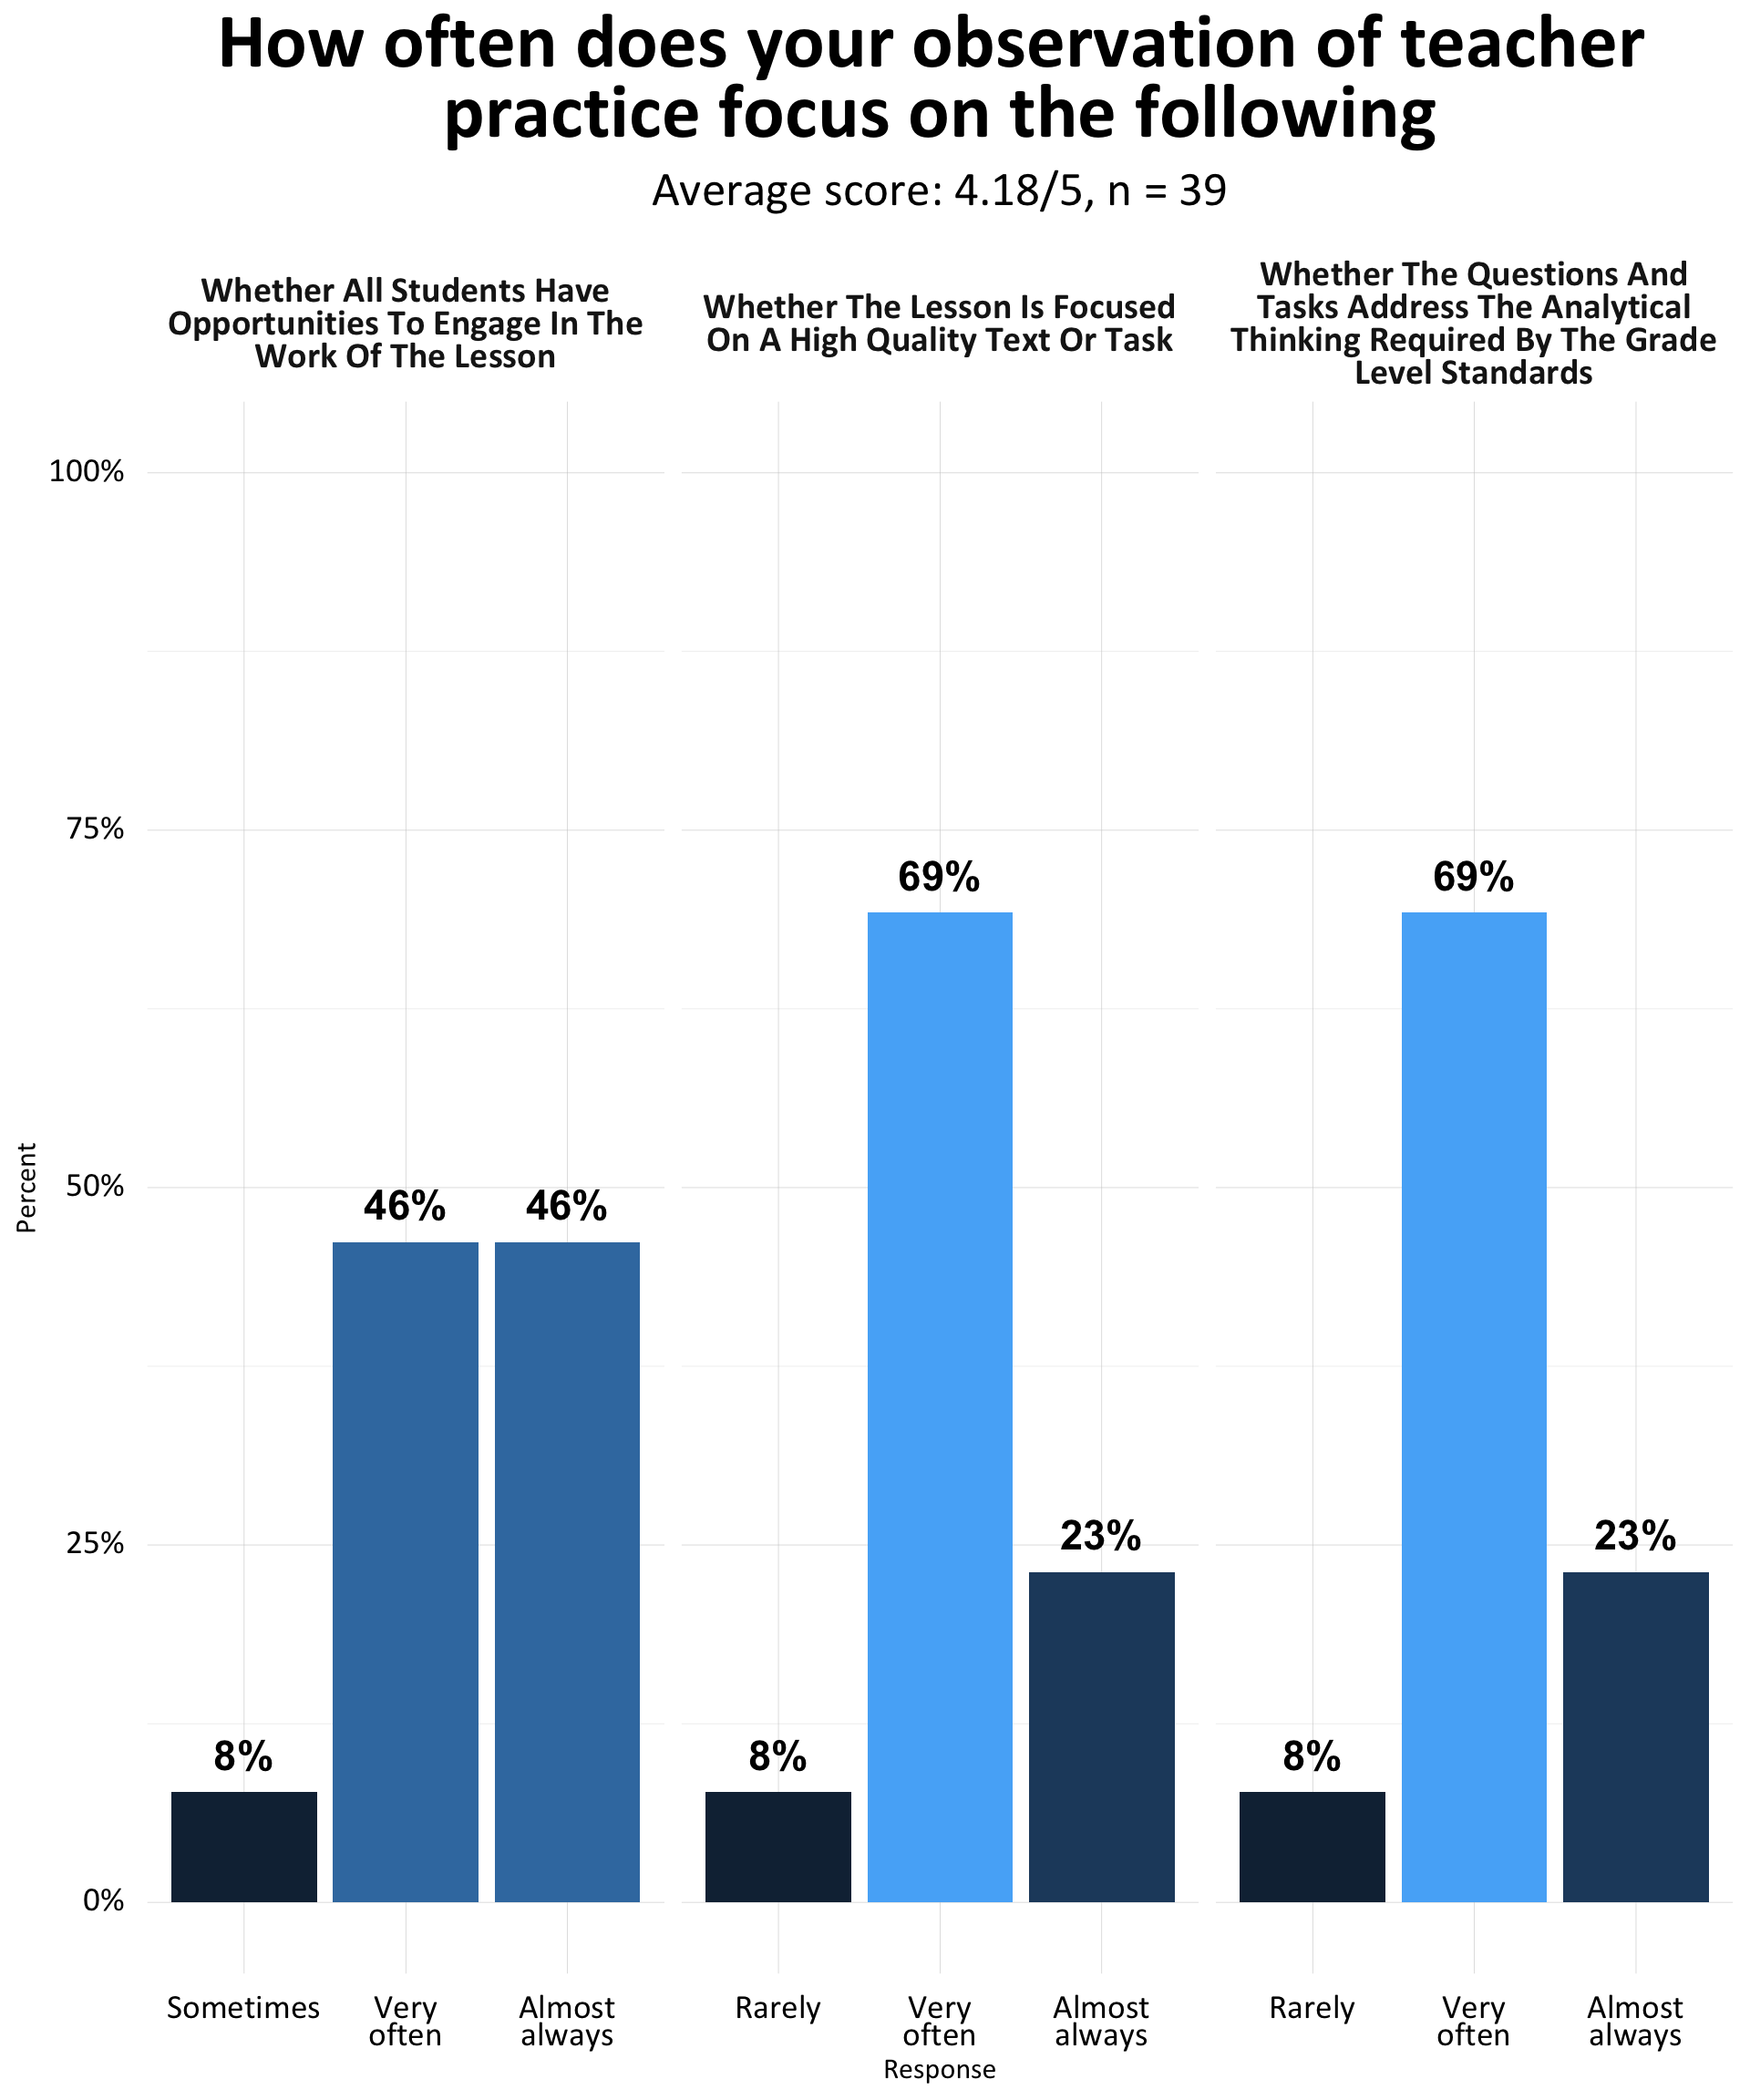 How often does your observation of teacher
practice focus on the following
Average score: 4.18/5, n = 39
Whether All Students Have
Opportunities To Engage In The
Work Of The Lesson
Whether The Lesson Is Focused
On A High Quality Text Or Task
Whether The Questions And
Tasks Address The Analytical
Thinking Required By The Grade
Level Standards
Percent
100%
75%
50%
25%
0%
8%
46%
46%
8%
69%
23%
8%
69%
23%
Sometimes
Very
often
Almost
always
Rarely
Very
often
Almost
always
Rarely
Very
often
Almost
always
Response